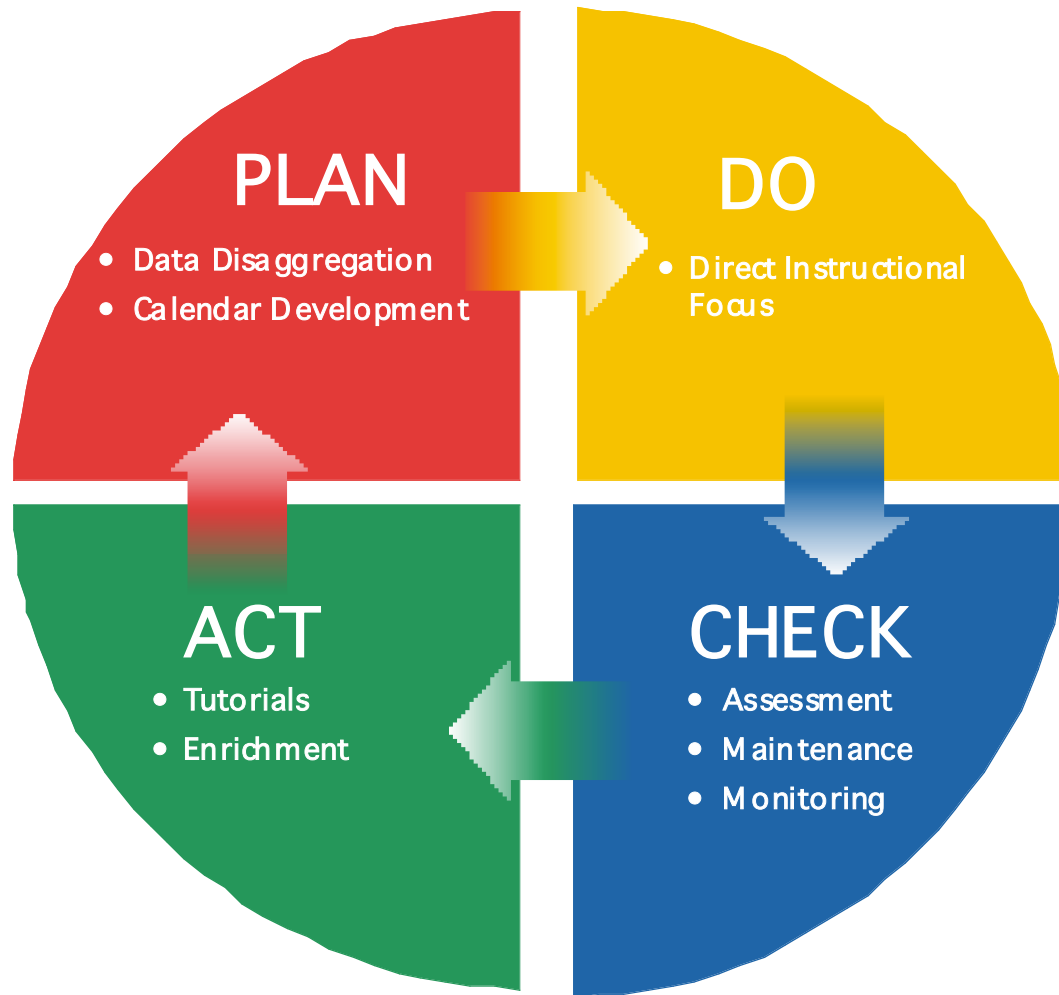 PLAN
• Data Disaggregation
• Calendar Development
DO
• Direct Instructional
Focus
ACT
• Tutorials
• Enrichment
CHECK
• Assessment
• Maintenance
• Monitoring